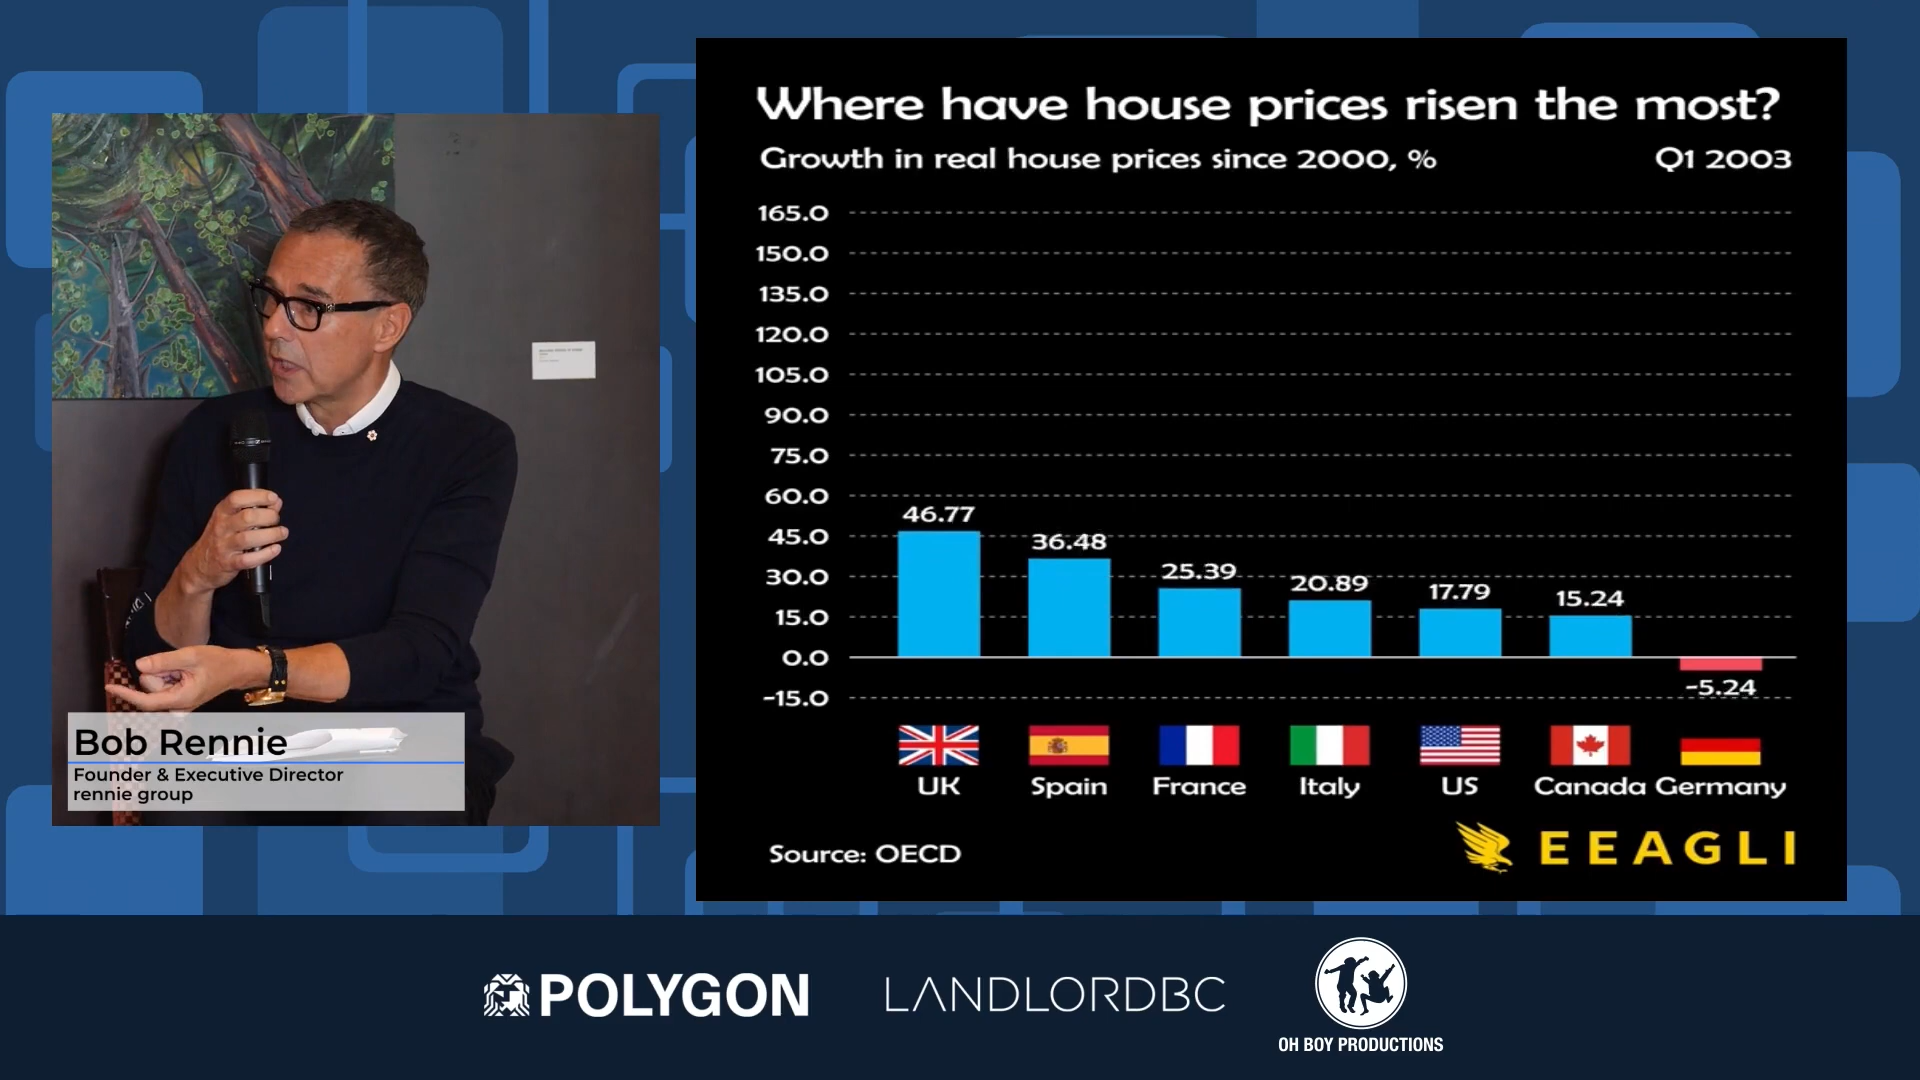 Where have house prices risen the most?
Growth in real house prices since 2000, %
Q1 2003
165.0
150.0
135.0
120.0
105.0
90.0
75.0
60.0
45.0
30.0
15.0
0.0
-15.0
46.77
36.48
25.39
20.89
17.79
15.24
-5.24
UK
Spain
France
Italy
US
Canada
Germany
Source: OECD
EEAGLI
Bob Rennie
Founder & Executive Director
rennie group
POLYGON
LANDLORDBC
OH BOY PRODUCTIONS